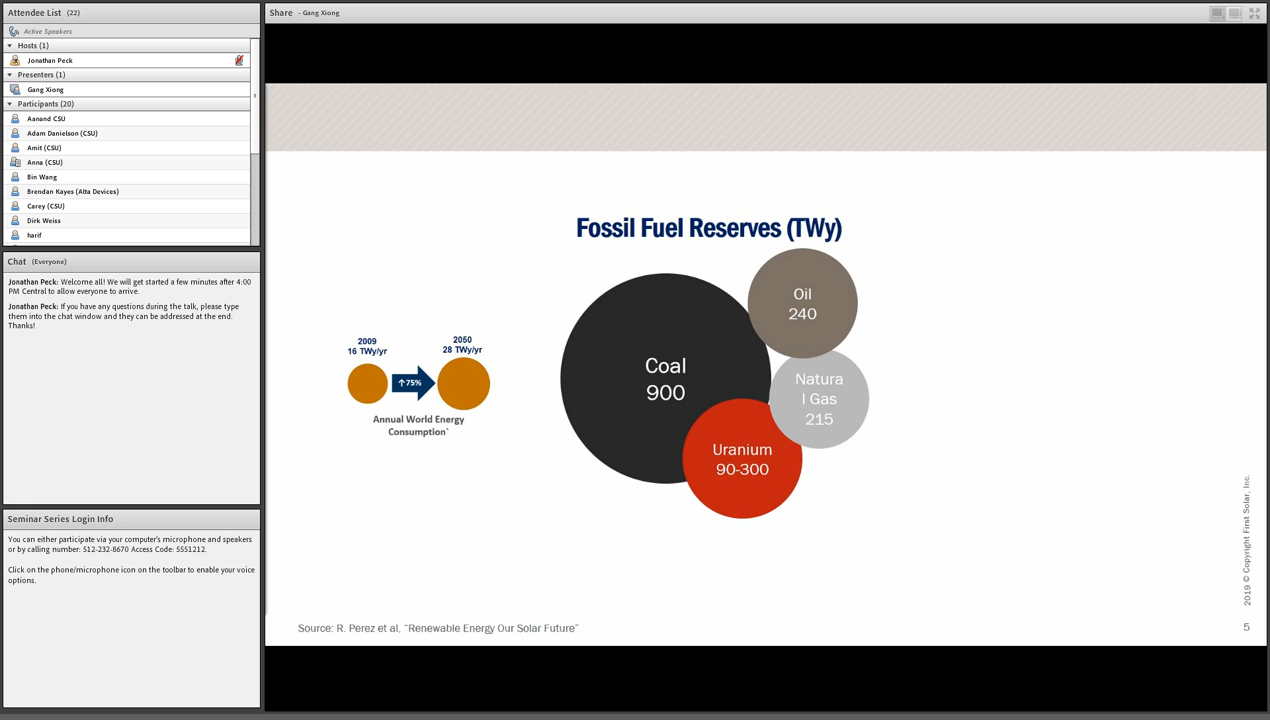 Attendee List (22)
Active Speakers
Hosts (1)
Jonathan Peck
Presenters (1)
Gang Xiong
Participants (20)
Aanand CSU
Adam Danielson (CSU)
Amit (CSU)
Anna (CSU)
Bin Wang
Brendan Kayes (Alta Devices)
Carey (CSU)
Dirk Weiss
harif
Chat (Everyone)
Jonathan Peck: Welcome all! We will get started a few minutes after 4:00
PM Central to allow everyone to arrive.
Jonathan Peck: If you have any questions during the talk, please type
them into the chat window and they can be addressed at the end.
Thanks!
Seminar Series Login Info
You can either participate via your computer's microphone and speakers
or by calling number: 512-232-8670 Access Code: 5551212.
Click on the phone/microphone icon on the toolbar to enable your voice
options.
Share - Gang Xiong
Fossil Fuel Reserves (TWy)
2009
16 TWy/yr
↑75%
2050
28 TWy/yr
Annual World Energy
Consumption`
Coal
900
Oil
240
Natura
l Gas
215
Uranium
90-300
2019 © Copyright First Solar, Inc.
Source: R. Perez et al, "Renewable Energy Our Solar Future"
5